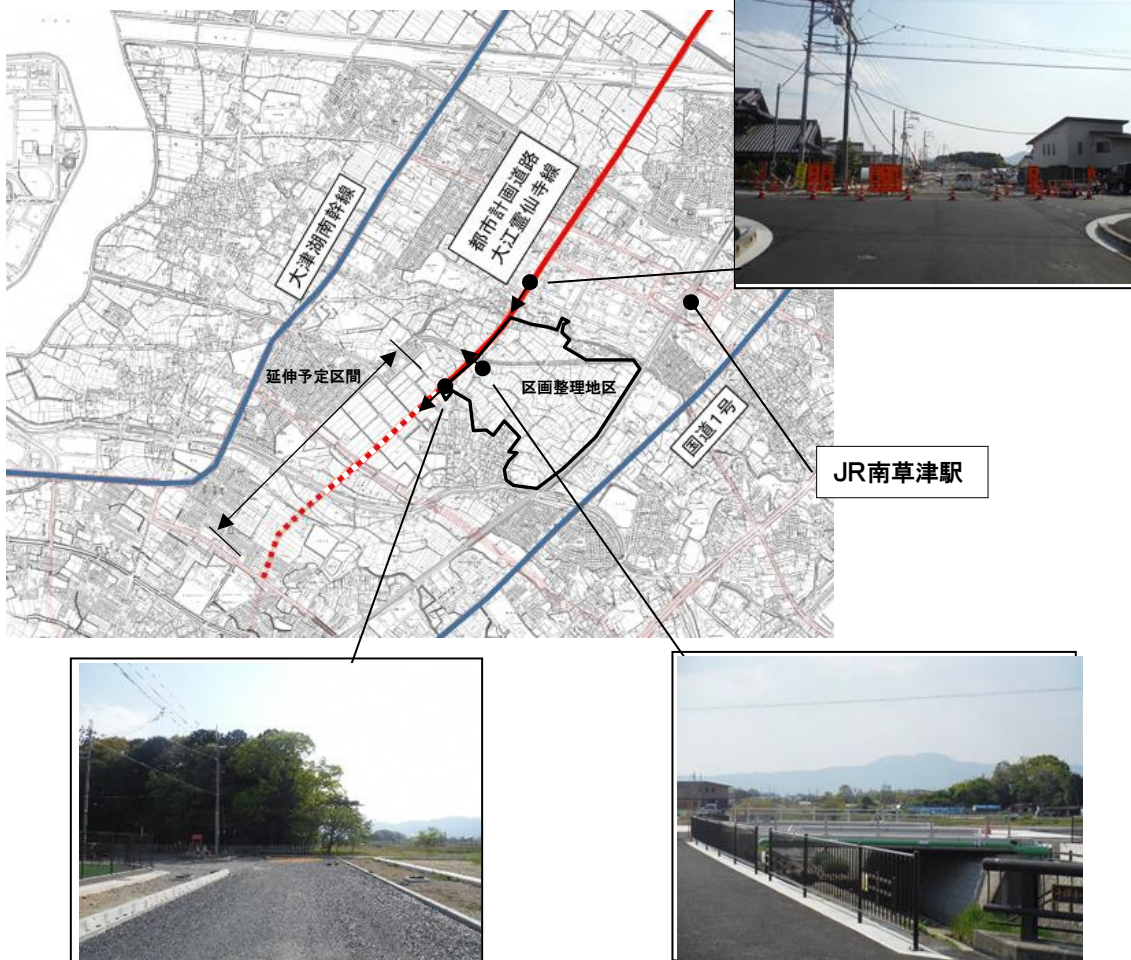 大津湖南幹線
都市計画道路
大江霊仙寺線
延伸予定区間
区画整理地区
国道1号
JR南草津駅